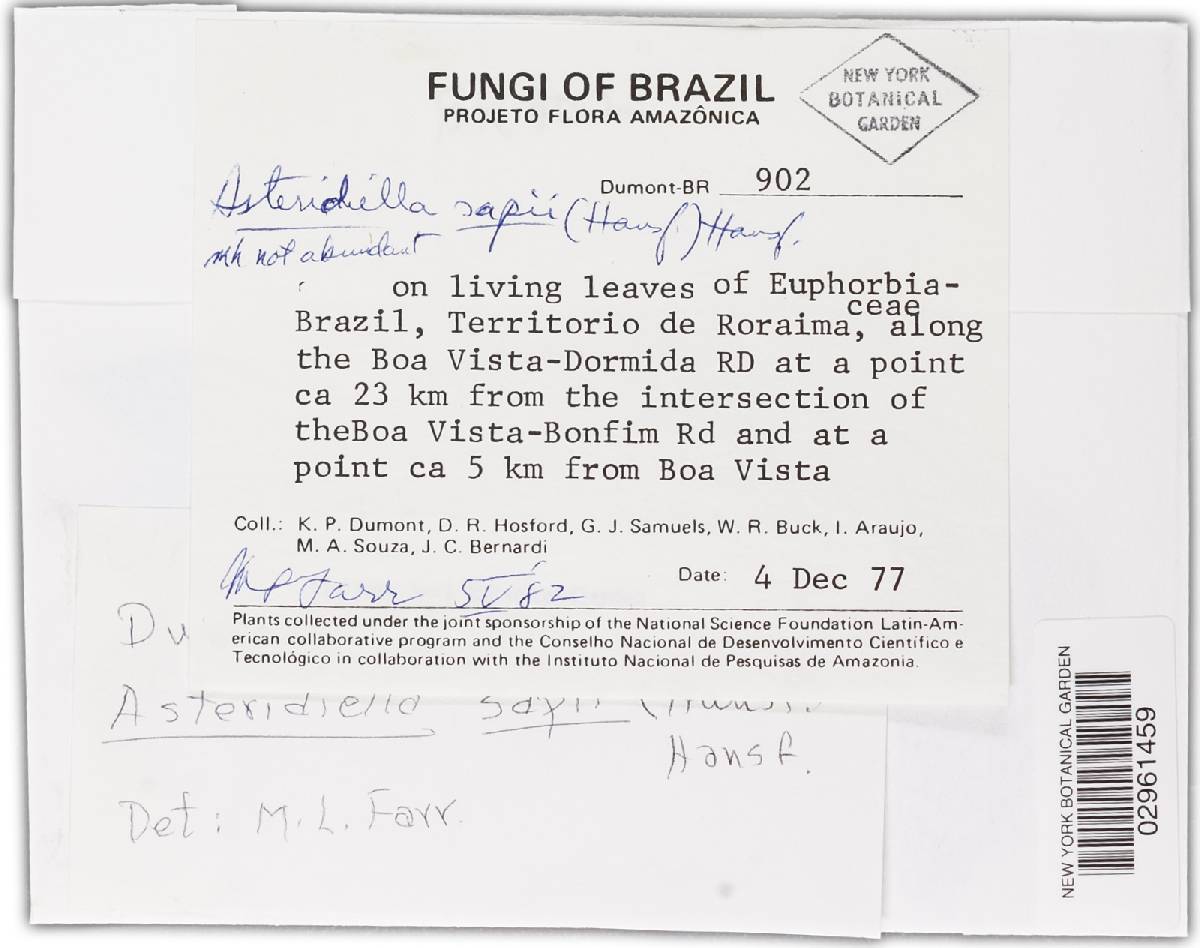 FUNGI OF BRAZIL
PROJETO FLORA AMAZÔNICA
NEW YORK
BOTANICAL
GARDEN
Dumont-BR 902
Asteridiella sapii (Hansf.) Hansf.
not abundant
on living leaves of Euphorbia-
ceae
Brazil, Territorio de Roraima, along
the Boa Vista-Dormida RD at a point
ca 23 km from the intersection of
theBoa Vista-Bonfim Rd and at a
point ca 5 km from Boa Vista
Coll.: K. P. Dumont, D. R. Hosford, G. J. Samuels, W. R. Buck, I. Araujo,
M. A. Souza, J. C. Bernardi
Date: 4 Dec 77
ML Farr 5 V 82
Plants collected under the joint sponsorship of the National Science Foundation Latin-Am-
erican collaborative program and the Conselho Nacional de Desenvolvimento Científico e
Tecnológico in collaboration with the Instituto Nacional de Pesquisas de Amazonia.
Du
Asteridiella sapii (Hansf.
Hansf.
Det: M. L. Farr.
NEW YORK BOTANICAL GARDEN
02961459